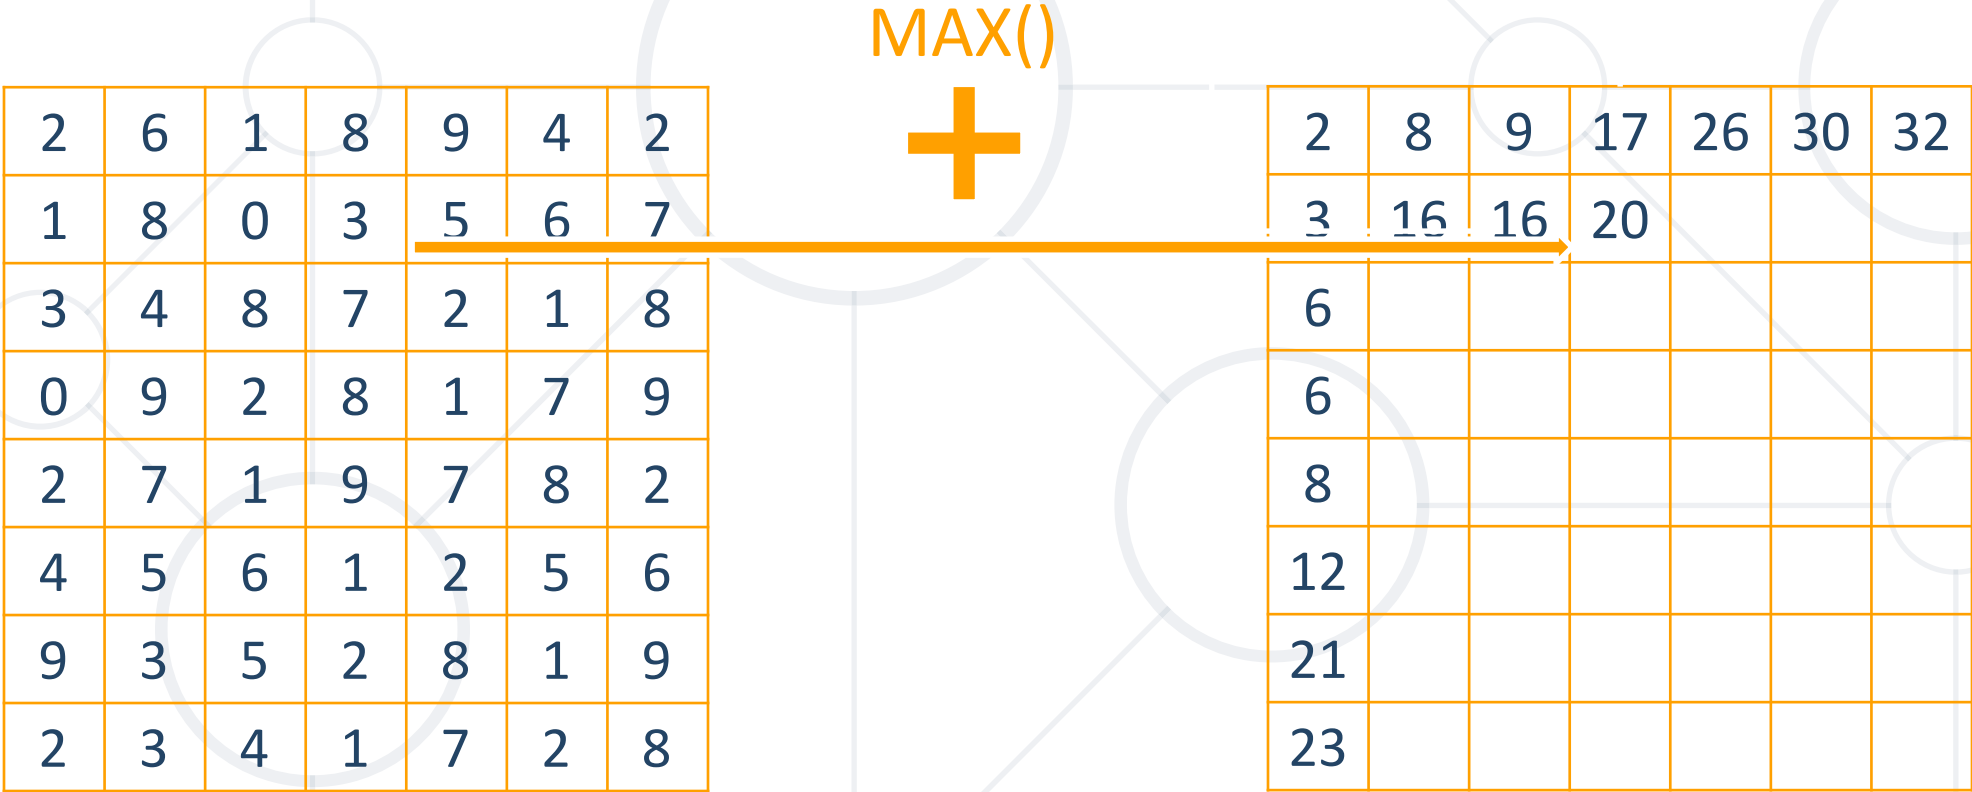 MAX()
2 6 1 8 9 4 2
1 8 0 3 5 6 7
3 4 8 7 2 1 8
0 9 2 8 1 7 9
2 7 1 9 7 8 2
4 5 6 1 2 5 6
9 3 5 2 8 1 9
2 3 4 1 7 2 8
+
2 8 9 17 26 30 32
3 16 16 20
6
6
8
12
21
23